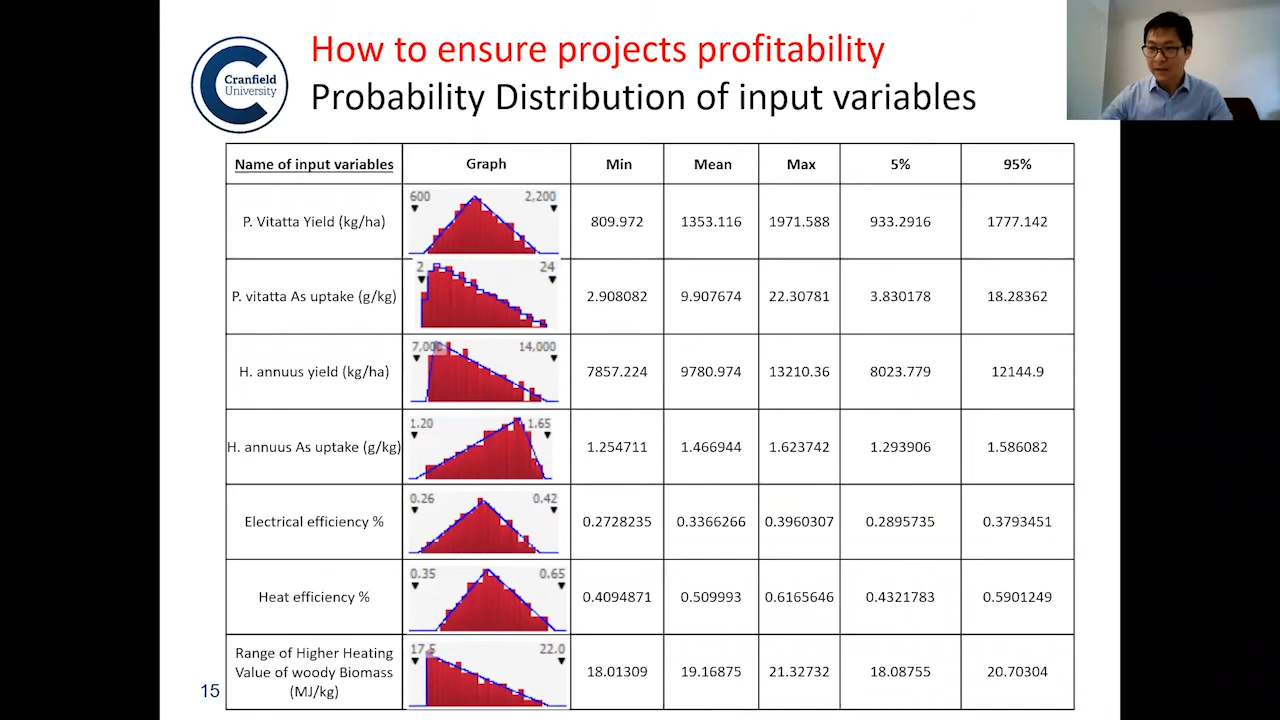 How to ensure projects profitability
Cranfield
University
Probability Distribution of input variables
Name of input variables Graph Min Mean Max 5% 95%
600 2,200
P. Vitatta Yield (kg/ha) 809.972 1353.116 1971.588 933.2916 1777.142
2 24
P. vitatta As uptake (g/kg) 2.908082 9.907674 22.30781 3.830178 18.28362
7,000 14,000
H. annuus yield (kg/ha) 7857.224 9780.974 13210.36 8023.779 12144.9
1.20 1.65
H. annuus As uptake (g/kg) 1.254711 1.466944 1.623742 1.293906 1.586082
0.26 0.42
Electrical efficiency % 0.2728235 0.3366266 0.3960307 0.2895735 0.3793451
0.35 0.65
Heat efficiency % 0.4094871 0.509993 0.6165646 0.4321783 0.5901249
17.5 22.0
Range of Higher Heating
Value of woody Biomass 18.01309 19.16875 21.32732 18.08755 20.70304
(MJ/kg)
15